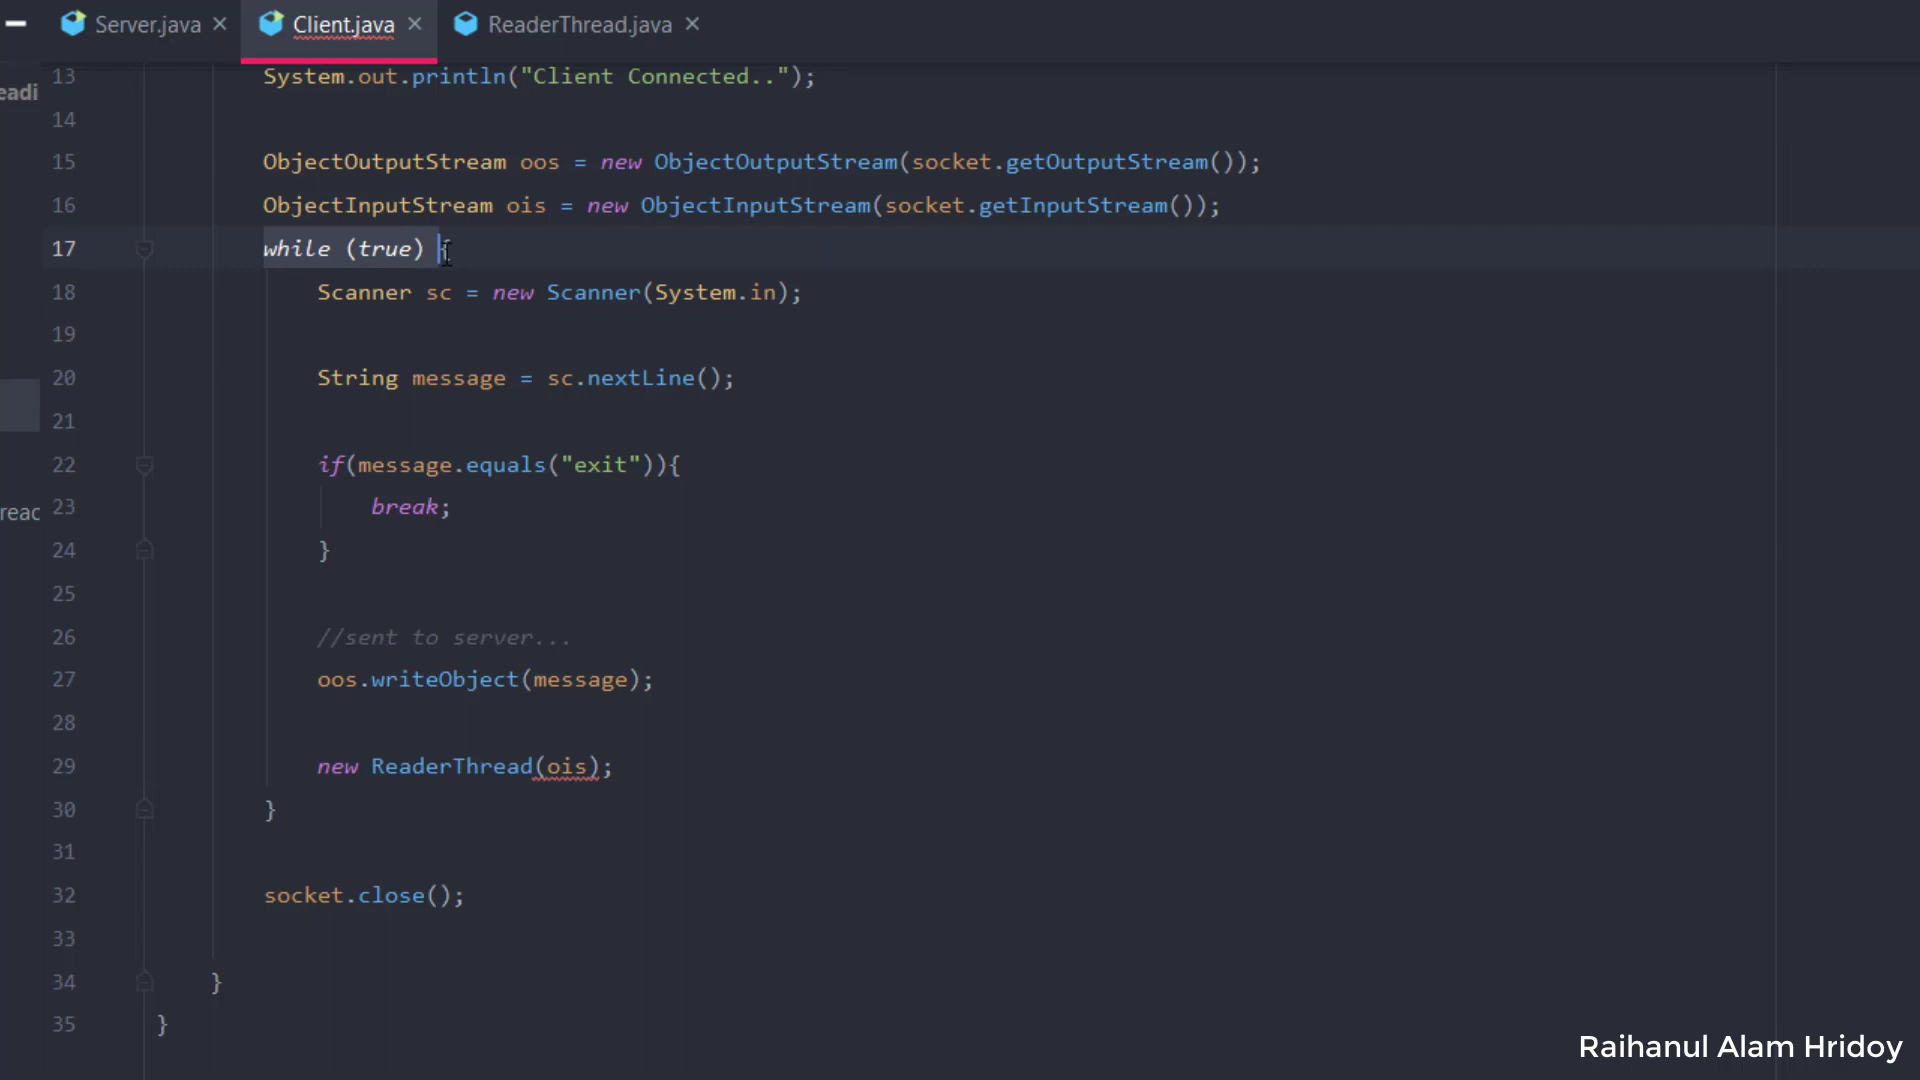 Server.java Client.java ReaderThread.java
eadi
13 System.out.println("Client Connected..");
14
15 ObjectOutputStream oos = new ObjectOutputStream(socket.getOutputStream());
16 ObjectInputStream ois = new ObjectInputStream(socket.getInputStream());
17 while (true) {
18 Scanner sc = new Scanner(System.in);
19
20 String message = sc.nextLine();
21
22 if(message.equals("exit")){
reac
23 break;
24 }
25
26 //sent to server...
27 oos.writeObject(message);
28
29 new ReaderThread(ois);
30 }
31
32 socket.close();
33
34 }
35 }
Raihanul Alam Hridoy